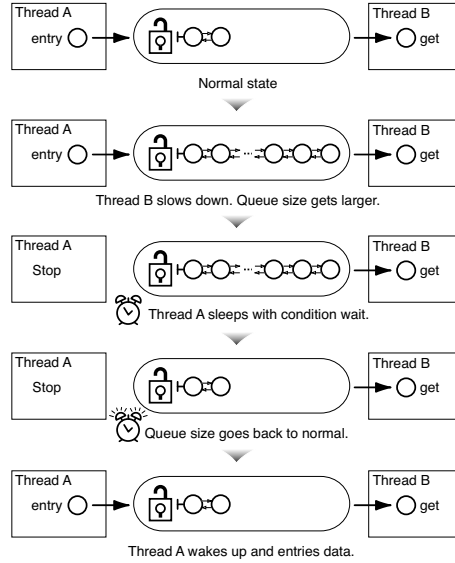 Thread A
Thread B
entry
get
Normal state
Thread A
Thread B
entry
...
get
Thread B slows down. Queue size gets larger.
Thread A
Thread B
Stop
...
get
Thread A sleeps with condition wait.
Thread A
Thread B
Stop
get
Queue size goes back to normal.
Thread A
Thread B
entry
get
Thread A wakes up and entries data.